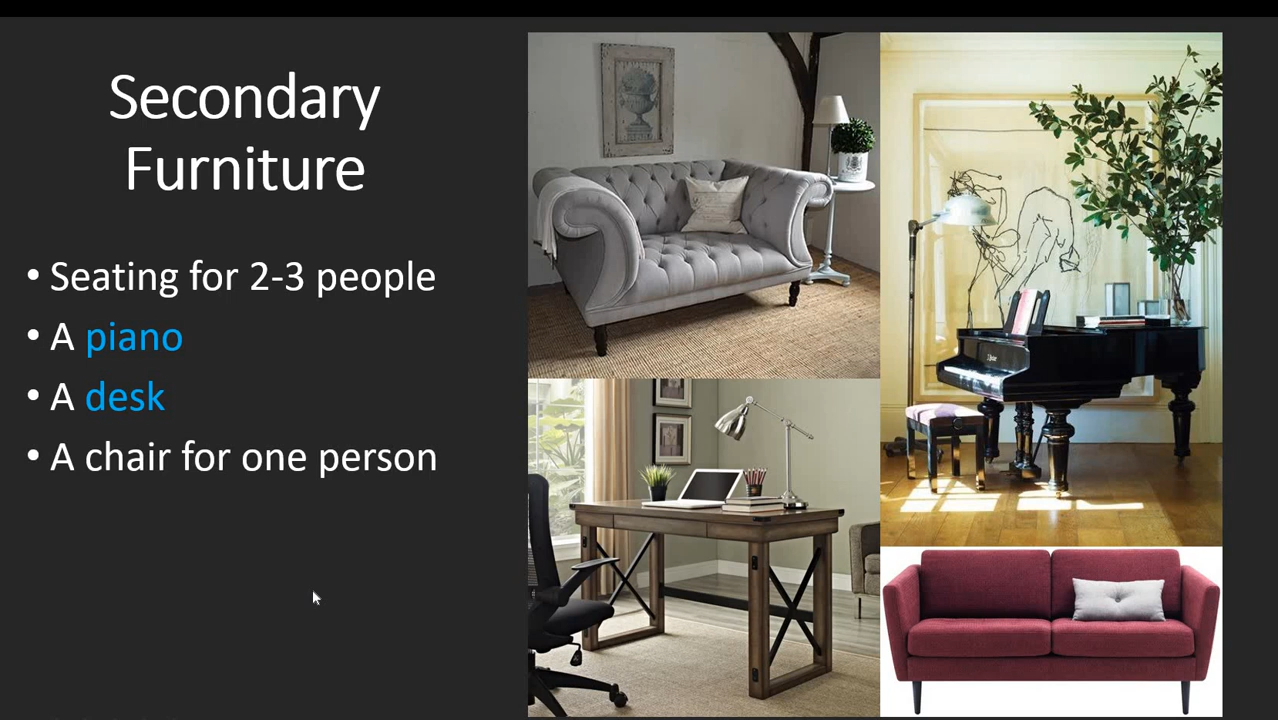 Secondary
Furniture
• Seating for 2-3 people
• A piano
• A desk
• A chair for one person